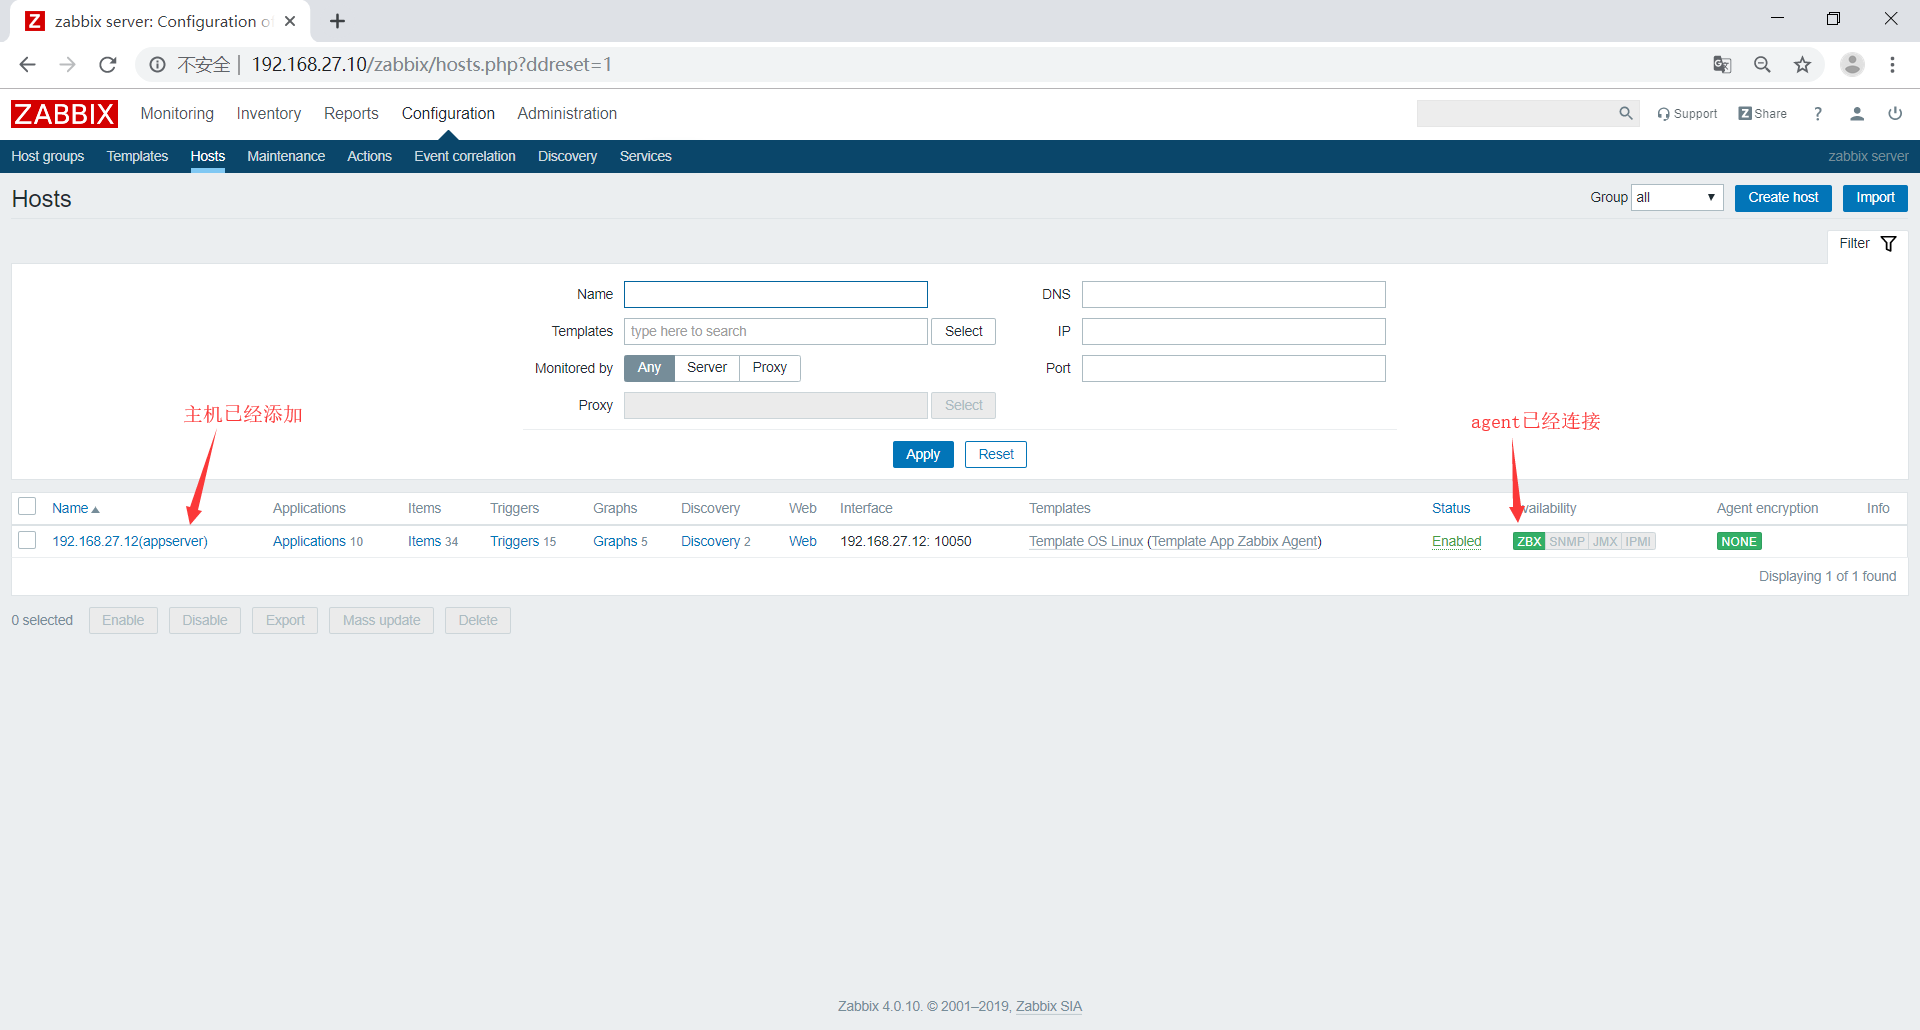 zabbix server: Configuration o
不安全 | 192.168.27.10/zabbix/hosts.php?ddreset=1
ZABBIX Monitoring Inventory Reports Configuration Administration Support Z Share ?
Host groups Templates Hosts Maintenance Actions Event correlation Discovery Services zabbix server
Hosts Group all Create host Import
Filter
Name DNS
Templates type here to search Select IP
Monitored by Any Server Proxy Port
Proxy Select
主机已经添加
agent已经连接
Apply Reset
Name Applications Items Triggers Graphs Discovery Web Interface Templates Status vailability Agent encryption Info
192.168.27.12(appserver) Applications 10 Items 34 Triggers 15 Graphs 5 Discovery 2 Web 192.168.27.12: 10050 Template OS Linux (Template App Zabbix Agent) Enabled ZBX SNMP JMX IPMI NONE
Displaying 1 of 1 found
0 selected Enable Disable Export Mass update Delete
Zabbix 4.0.10. © 2001–2019, Zabbix SIA